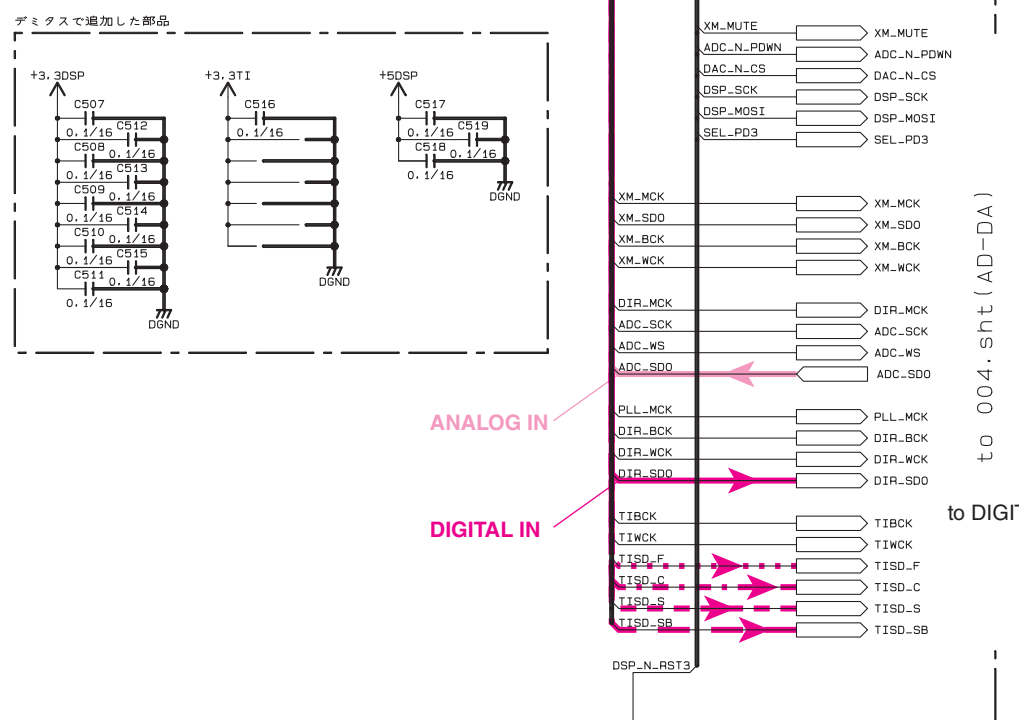 デミタスで追加した部品
+3.3DSP
C507
0.1/16
C512
0.1/16
C508
0.1/16
C513
0.1/16
C509
0.1/16
C514
0.1/16
C510
0.1/16
C515
0.1/16
C511
0.1/16
DGND
+3.3TI
C516
0.1/16
DGND
+5DSP
C517
0.1/16
C519
0.1/16
C518
0.1/16
DGND
ANALOG IN
DIGITAL IN
XM_MUTE XM_MUTE
ADC_N_PDWN ADC_N_PDWN
DAC_N_CS DAC_N_CS
DSP_SCK DSP_SCK
DSP_MOSI DSP_MOSI
SEL_PD3 SEL_PD3
XM_MCK XM_MCK
XM_SDO XM_SDO
XM_BCK XM_BCK
XM_WCK XM_WCK
DIR_MCK DIR_MCK
ADC_SCK ADC_SCK
ADC_WS ADC_WS
ADC_SDO ADC_SDO
PLL_MCK PLL_MCK
DIR_BCK DIR_BCK
DIR_WCK DIR_WCK
DIR_SDO DIR_SDO
TIBCK TIBCK
TIWCK TIWCK
TISD_F TISD_F
TISD_C TISD_C
TISD_S TISD_S
TISD_SB TISD_SB
DSP_N_RST3
to 004.sht(AD-DA)
to DIGIT